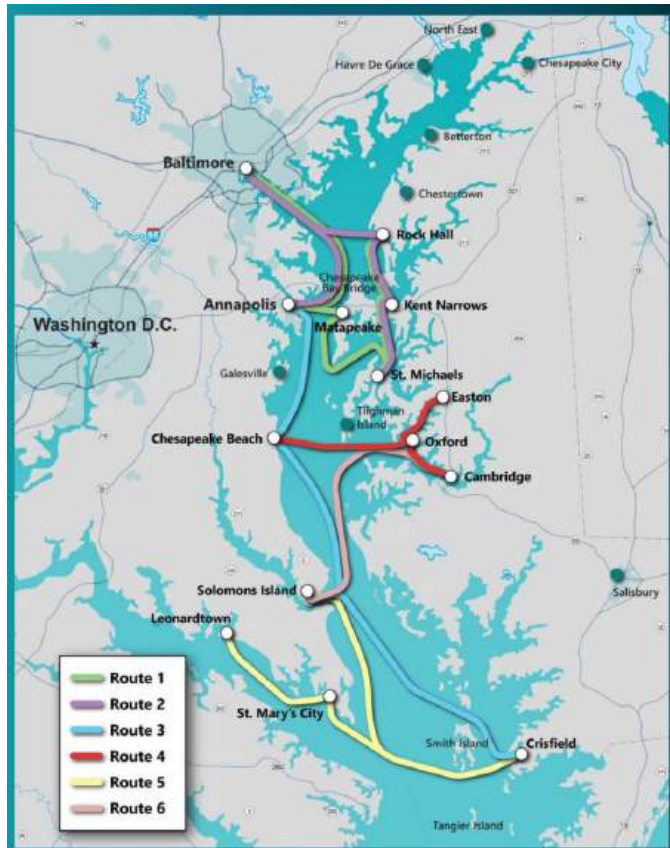 North East
Havre De Grace
Chesapeake City
Betterton
Baltimore
Chestertown
95
Rock Hall
Chesapeake
Bay Bridge
Annapolis
Kent Narrows
Matapeake
Washington D.C.
Galesville
St. Michaels
Easton
Tilghman
Island
Chesapeake Beach
Oxford
Cambridge
Solomons Island
Salisbury
Leonardtown
St. Mary's City
Smith Island
Crisfield
Tangier Island
Route 1
Route 2
Route 3
Route 4
Route 5
Route 6